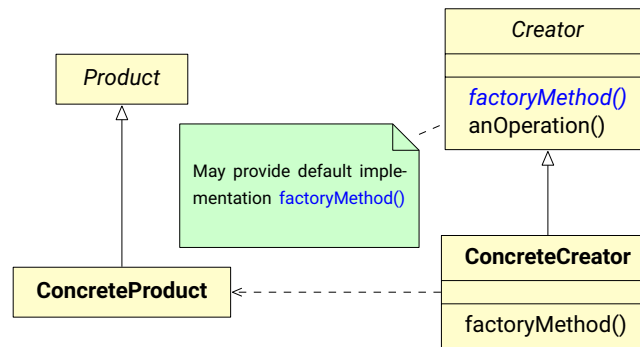 Creator
Product
factoryMethod()
anOperation()
May provide default imple-
mentation factoryMethod()
ConcreteCreator
ConcreteProduct
factoryMethod()